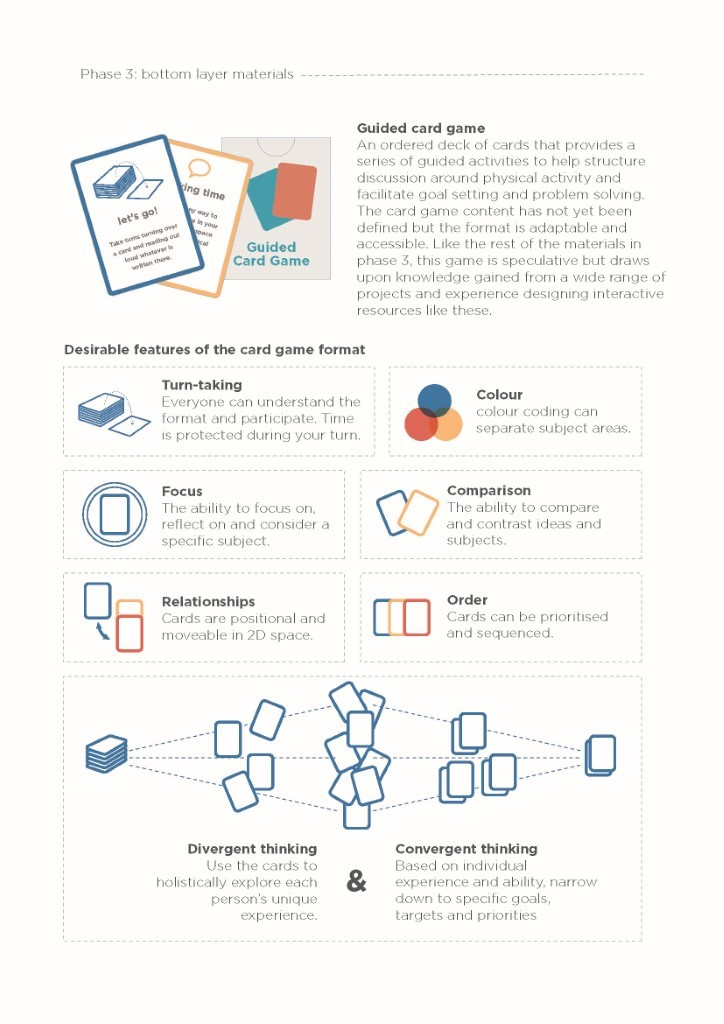 Phase 3: bottom layer materials
let's go!
Take turns turning over
a card and reading out
loud whatever is
written there.
king time
ny way to
e in your
space
ical
Guided
Card Game
Guided card game
An ordered deck of cards that provides a
series of guided activities to help structure
discussion around physical activity and
facilitate goal setting and problem solving.
The card game content has not yet been
defined but the format is adaptable and
accessible. Like the rest of the materials in
phase 3, this game is speculative but draws
upon knowledge gained from a wide range of
projects and experience designing interactive
resources like these.
Desirable features of the card game format
Turn-taking
Everyone can understand the
format and participate. Time
is protected during your turn.
Colour
colour coding can
separate subject areas.
Focus
The ability to focus on,
reflect on and consider a
specific subject.
Comparison
The ability to compare
and contrast ideas and
subjects.
Relationships
Cards are positional and
moveable in 2D space.
Order
Cards can be prioritised
and sequenced.
Divergent thinking
Use the cards to
holistically explore each
person's unique
experience.
&
Convergent thinking
Based on individual
experience and ability, narrow
down to specific goals,
targets and priorities